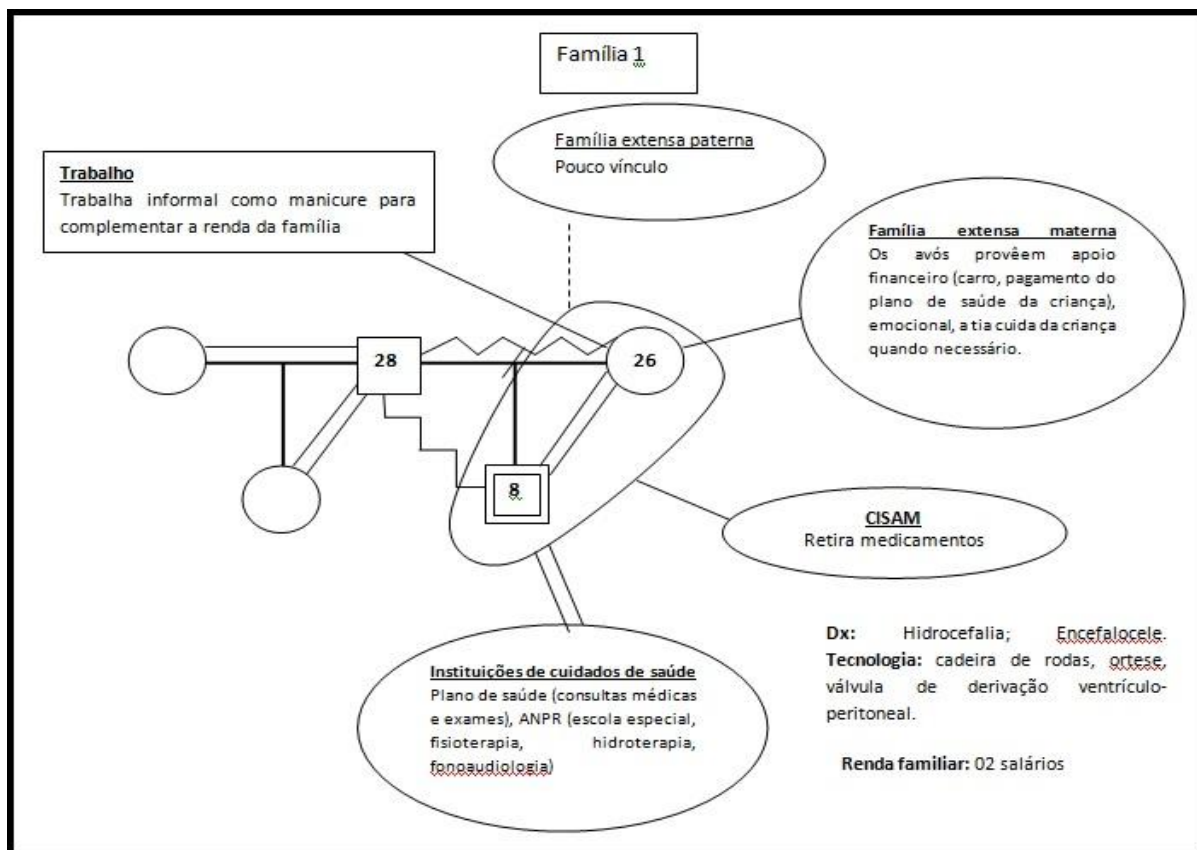 Família 1
Família extensa paterna
Pouco vínculo
Trabalho
Trabalha informal como manicure para
complementar a renda da família
Família extensa materna
Os avós provêem apoio
financeiro (carro, pagamento do
plano de saúde da criança),
emocional, a tia cuida da criança
quando necessário.
28
26
8
CISAM
Retira medicamentos
Instituições de cuidados de saúde
Plano de saúde (consultas médicas
e exames), ANPR (escola especial,
fisioterapia, hidroterapia,
fonoaudiologia)
Dx: Hidrocefalia; Encefalocele.
Tecnologia: cadeira de rodas, ortese,
válvula de derivação ventrículo-
peritoneal.
Renda familiar: 02 salários